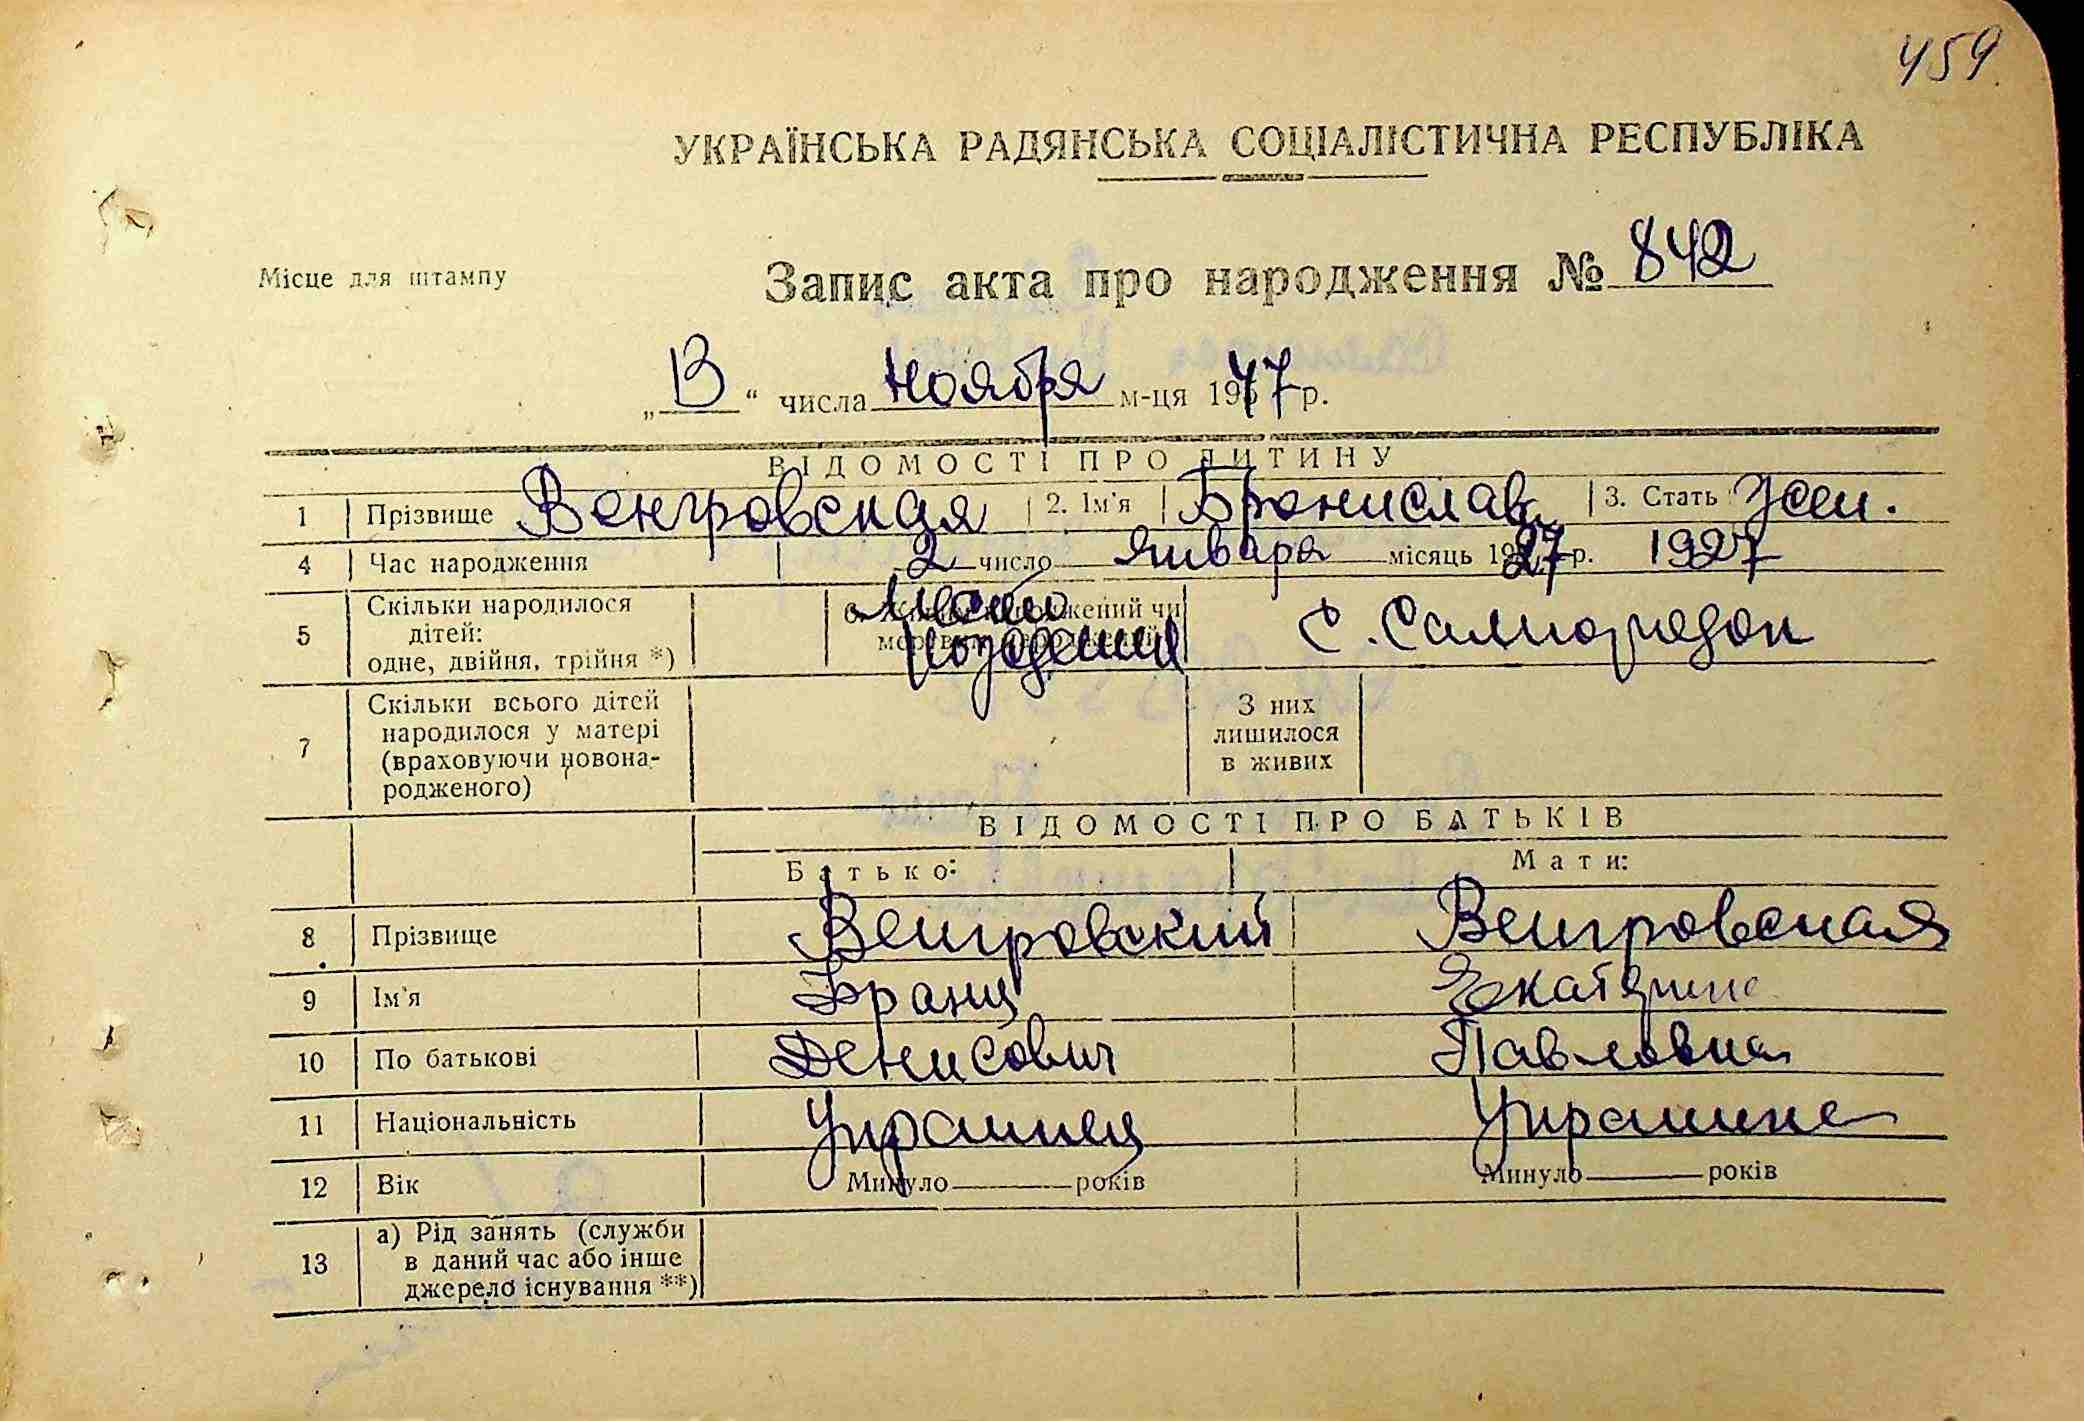 459.
УКРАЇНСЬКА РАДЯНСЬКА СОЦІАЛІСТИЧНА РЕСПУБЛІКА
Місце для штампу
Запис акта про народження № 842
„13“ числа ноября м-ця 1947 р.
ВІДОМОСТІ ПРО ДИТИНУ
1 Прізвище Венгровская 2. Ім'я Бронислава 3. Стать Жен.
4 Час народження 2 число января місяць 1927 р. 1927
5 Скільки народилося дітей: одне, двійня, трійня *) Место рождения с. Самгородок
7 Скільки всього дітей народилося у матері (враховуючи новонародженого) З них лишилося в живих
ВІДОМОСТІ ПРО БАТЬКІВ
Батько: Мати:
8 Прізвище Венгровский Венгровская
9 Ім'я Франц Екатерина
10 По батькові Денисович Павловна
11 Національність Украинец Украинка
12 Вік Минуло років Минуло років
13 а) Рід занять (служби в даний час або інше джерело існування **)